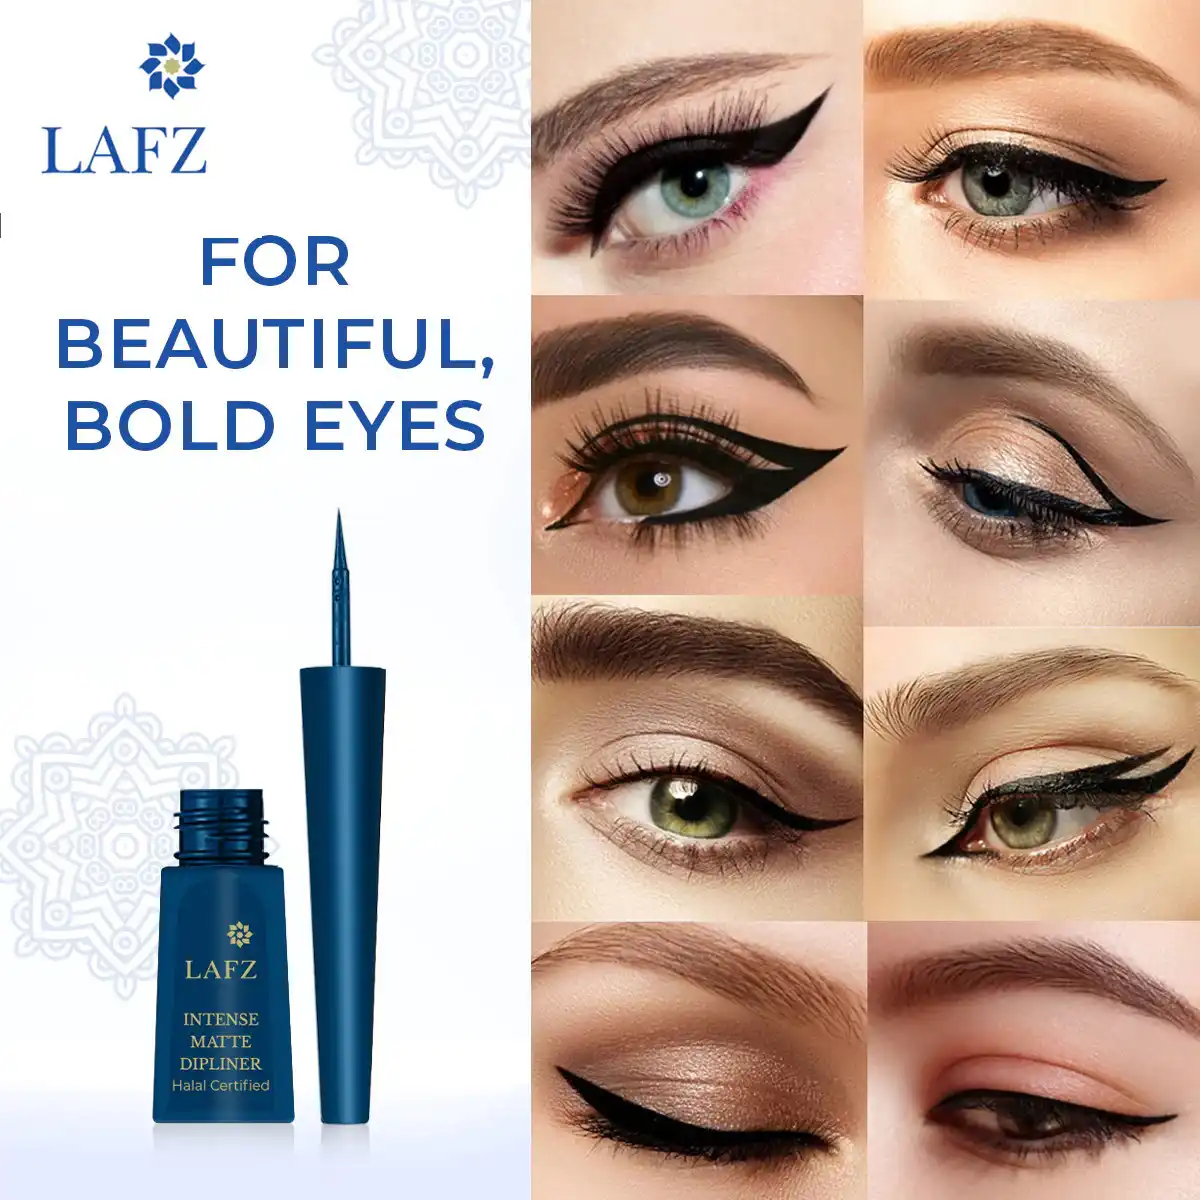 LAFZ
FOR
BEAUTIFUL,
BOLD EYES
LAFZ
INTENSE
MATTE
DIPLINER
Halal Certified